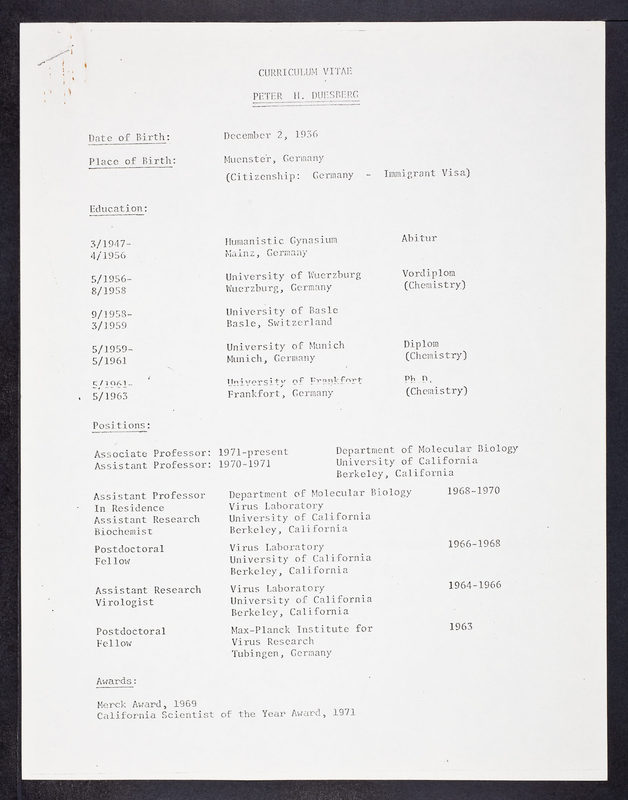 CURRICULUM VITAE
PETER H. DUESBERG
Date of Birth: December 2, 1936
Place of Birth: Muenster, Germany
(Citizenship: Germany - Immigrant Visa)
Education:
3/1947- Humanistic Gynasium Abitur
4/1956 Mainz, Germany
5/1956- University of Wuerzburg Vordiplom
8/1958 Wuerzburg, Germany (Chemistry)
9/1958- University of Basle
3/1959 Basle, Switzerland
5/1959- University of Munich Diplom
5/1961 Munich, Germany (Chemistry)
5/1961- University of Frankfort Ph D.
5/1963 Frankfort, Germany (Chemistry)
Positions:
Associate Professor: 1971-present Department of Molecular Biology
Assistant Professor: 1970-1971 University of California
Berkeley, California
Assistant Professor Department of Molecular Biology 1968-1970
In Residence Virus Laboratory
Assistant Research University of California
Biochemist Berkeley, California
Postdoctoral Virus Laboratory 1966-1968
Fellow University of California
Berkeley, California
Assistant Research Virus Laboratory 1964-1966
Virologist University of California
Berkeley, California
Postdoctoral Max-Planck Institute for 1963
Fellow Virus Research
Tubingen, Germany
Awards:
Merck Award, 1969
California Scientist of the Year Award, 1971